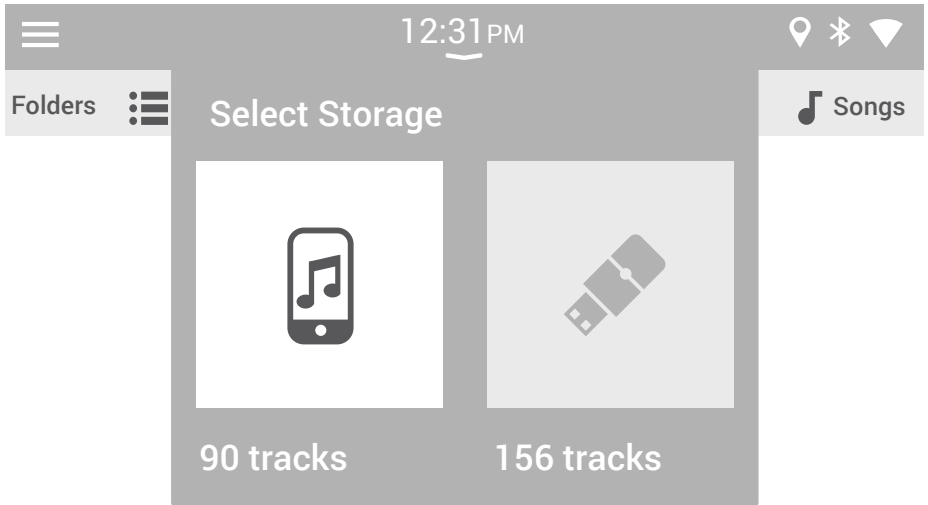 12:31PM
Folders
Select Storage
Songs
90 tracks
156 tracks